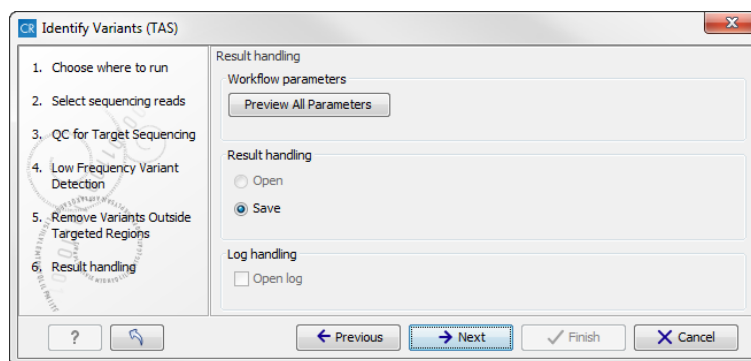 CR Identify Variants (TAS)
X
1. Choose where to run
2. Select sequencing reads
3. QC for Target Sequencing
4. Low Frequency Variant
Detection
5. Remove Variants Outside
Targeted Regions
6. Result handling
Result handling
Workflow parameters
Preview All Parameters
Result handling
Open
Save
Log handling
Open log
?
Previous
Next
Finish
Cancel